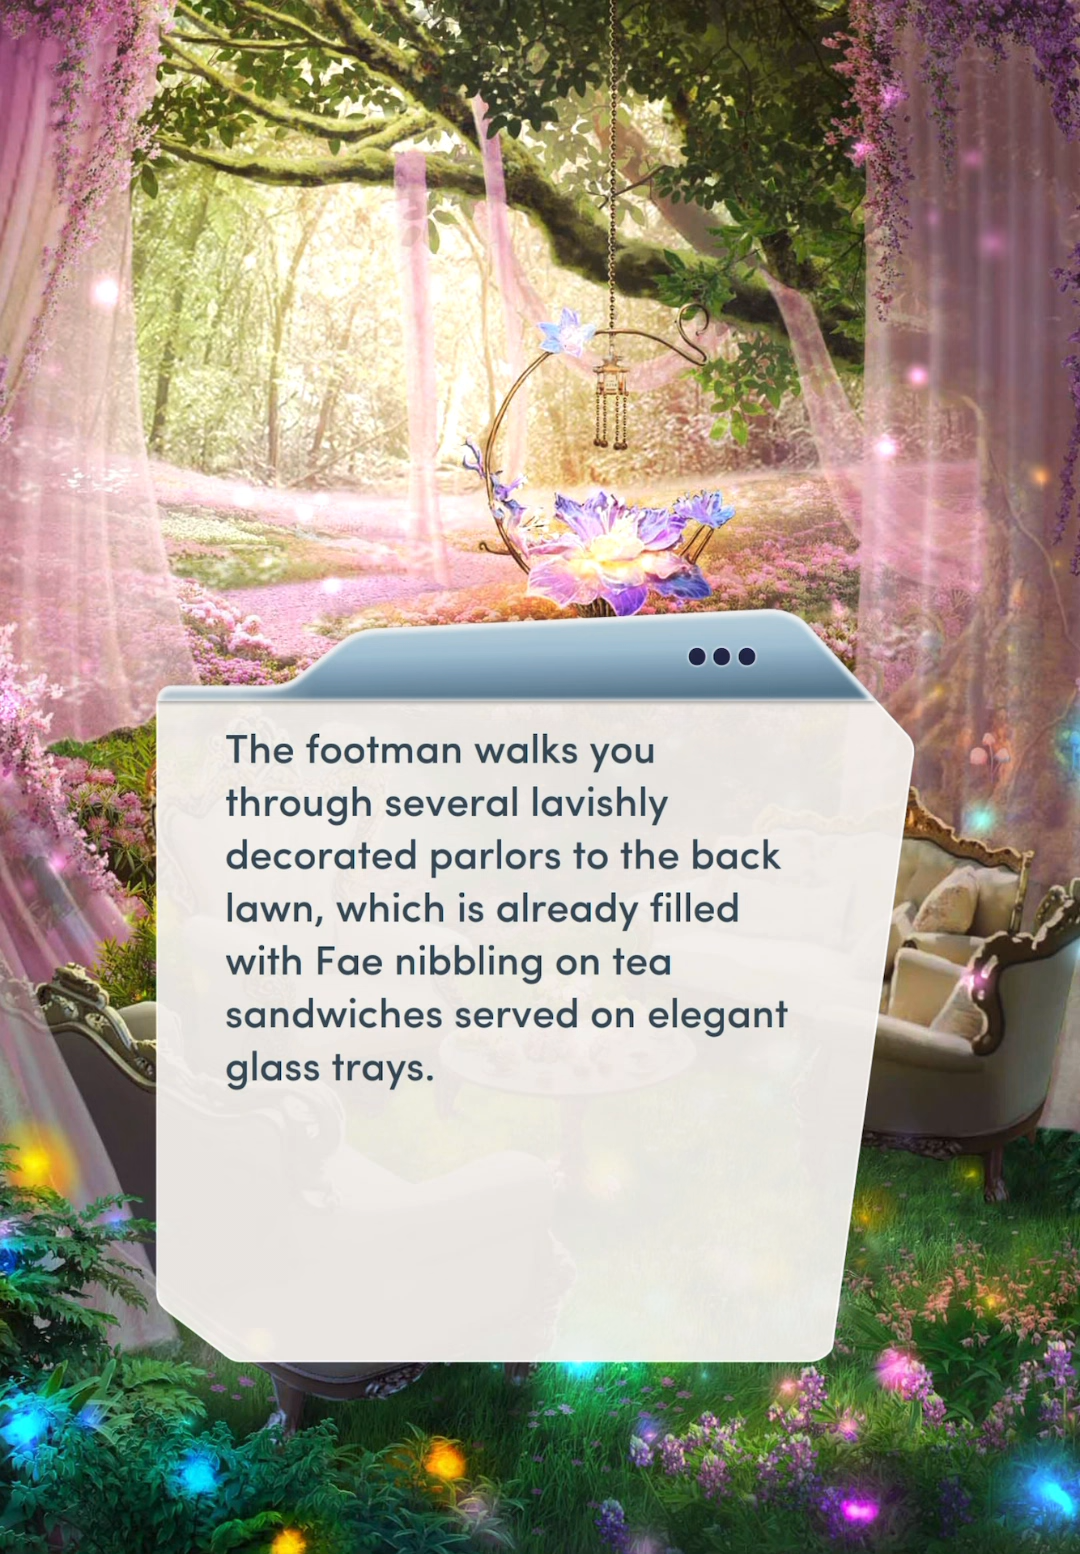 The footman walks you
through several lavishly
decorated parlors to the back
lawn, which is already filled
with Fae nibbling on tea
sandwiches served on elegant
glass trays.